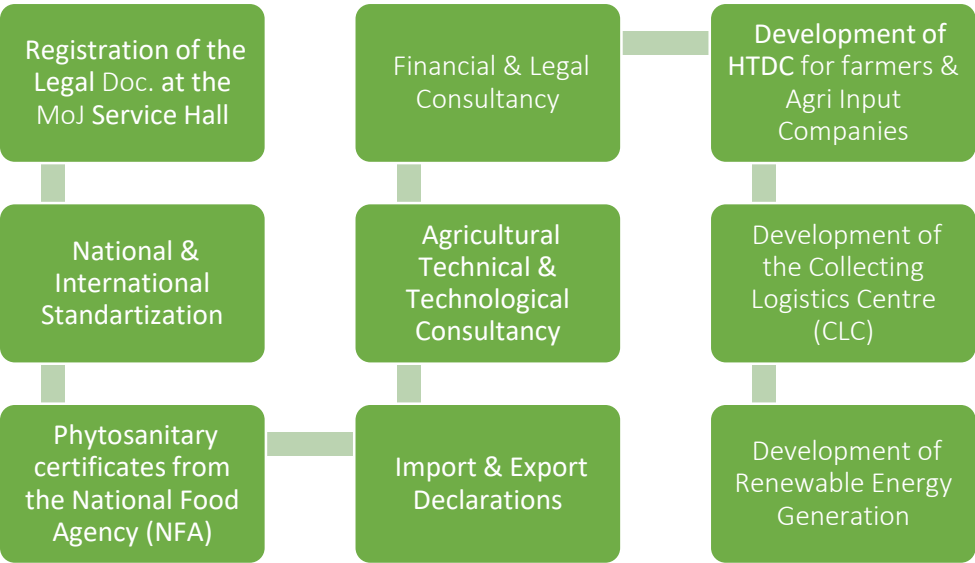 Registration of the
Legal Doc. at the
MoJ Service Hall
National &
International
Standartization
Phytosanitary
certificates from
the National Food
Agency (NFA)
Import & Export
Declarations
Agricultural
Technical &
Technological
Consultancy
Financial & Legal
Consultancy
Development of
HTDC for farmers &
Agri Input
Companies
Development of
the Collecting
Logistics Centre
(CLC)
Development of
Renewable Energy
Generation